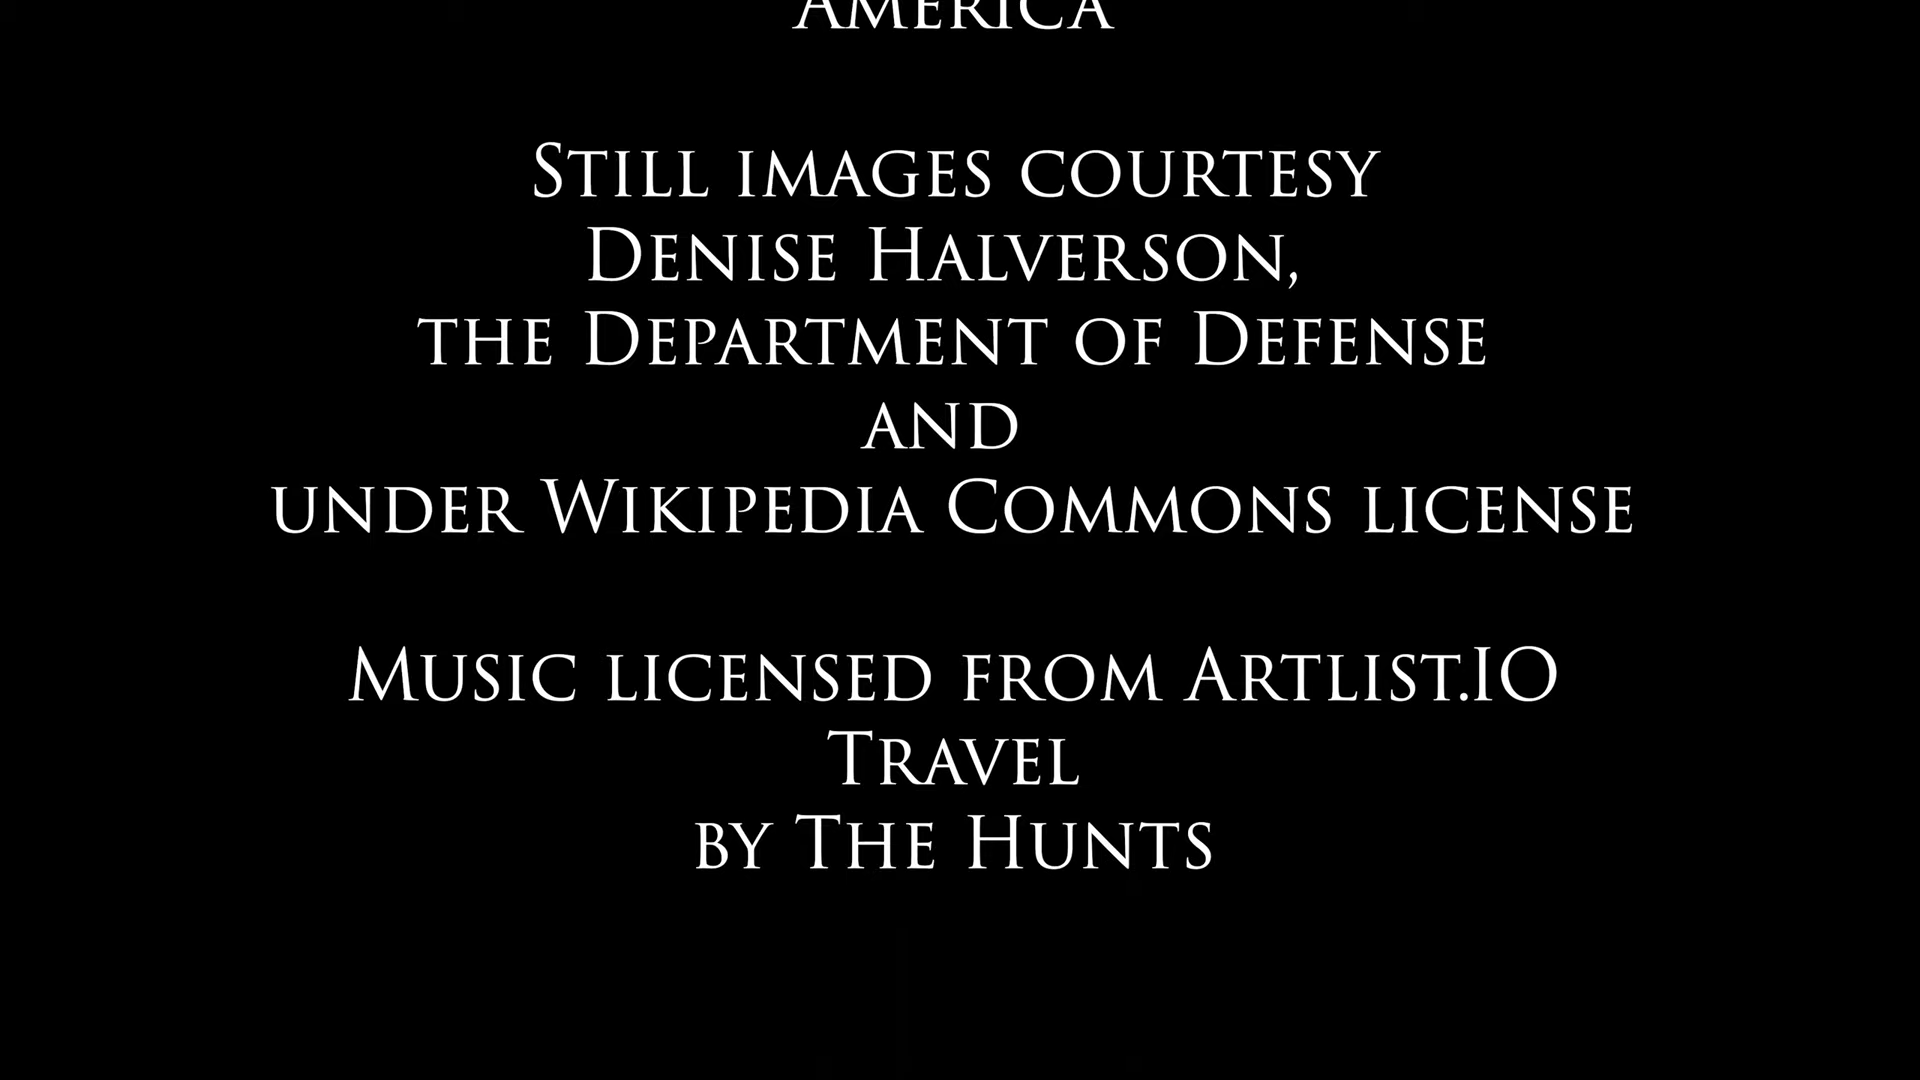 America
Still images courtesy
Denise Halverson,
the Department of Defense
and
under Wikipedia Commons license
Music licensed from Artlist.IO
Travel
by The Hunts